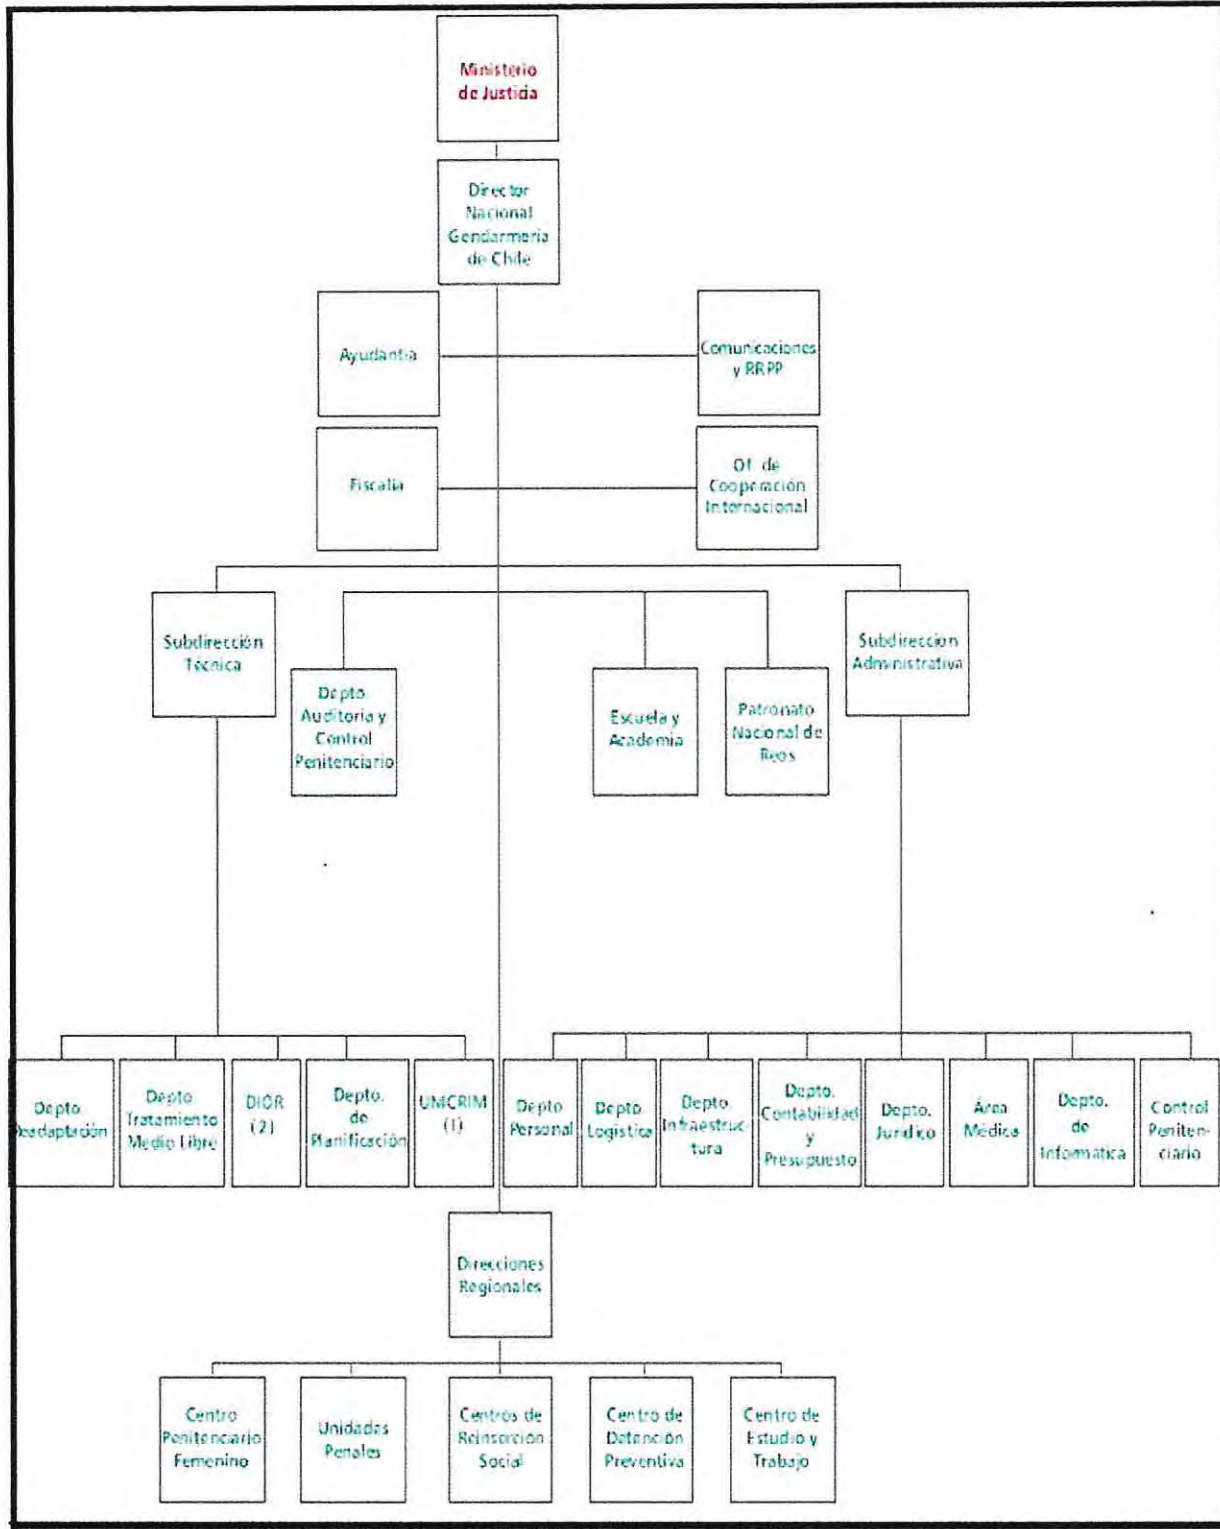 Ministerio
de Justicia
Director
Nacional
Gendarmería
de Chile
Ayudantia
Comunicaciones
y RRPP
Fiscalía
Of. de
Cooperación
Internacional
Subdirección
Técnica
Depto.
Auditoria y
Control
Penitenciario
Escuela y
Academia
Patronato
Nacional de
Reos
Subdirección
Administrativa
Depto.
Readaptación
Depto.
Tratamiento
Medio Libre
DIOR
(2)
Depto.
de
Planificación
UMCRIM
(1)
Depto.
Personal
Depto.
Logística
Depto.
Infraestruc-
tura
Depto.
Contabilidad
y
Presupuesto
Depto.
Jurídico
Área
Médica
Depto.
de
Informática
Control
Peniten-
ciario
Direcciones
Regionales
Centro
Penitenciario
Femenino
Unidades
Penales
Centros de
Reinserción
Social
Centro de
Detención
Preventiva
Centro de
Estudio y
Trabajo